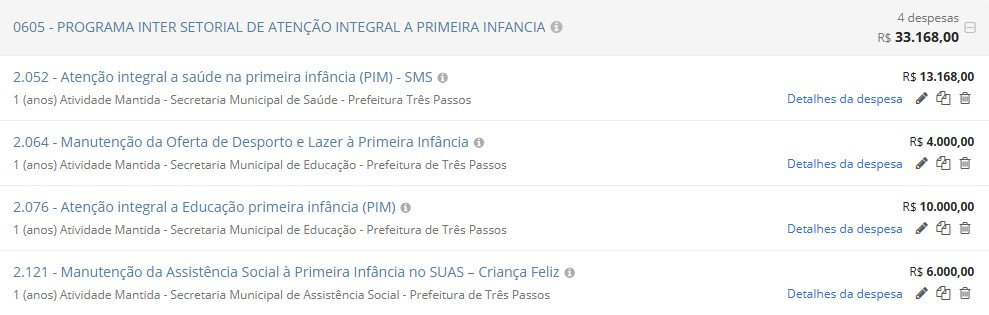 0605 - PROGRAMA INTER SETORIAL DE ATENÇÃO INTEGRAL A PRIMEIRA INFANCIA
4 despesas
R$ 33.168,00
2.052 - Atenção integral a saúde na primeira infância (PIM) - SMS
R$ 13.168,00
1 (anos) Atividade Mantida - Secretaria Municipal de Saúde - Prefeitura Três Passos
Detalhes da despesa
2.064 - Manutenção da Oferta de Desporto e Lazer à Primeira Infância
R$ 4.000,00
1 (anos) Atividade Mantida - Secretaria Municipal de Educação - Prefeitura de Três Passos
Detalhes da despesa
2.076 - Atenção integral a Educação primeira infância (PIM)
R$ 10.000,00
1 (anos) Atividade Mantida - Secretaria Municipal de Educação - Prefeitura de Três Passos
Detalhes da despesa
2.121 - Manutenção da Assistência Social à Primeira Infância no SUAS – Criança Feliz
R$ 6.000,00
1 (anos) Atividade Mantida - Secretaria Municipal de Assistência Social - Prefeitura de Três Passos
Detalhes da despesa